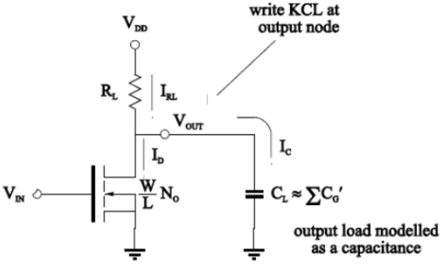 write KCL at
output node
V_DD
R_L
I_RL
V_OUT
I_D
I_C
V_IN
W
L
N_O
C_L ≈ ∑C_G'
output load modelled
as a capacitance